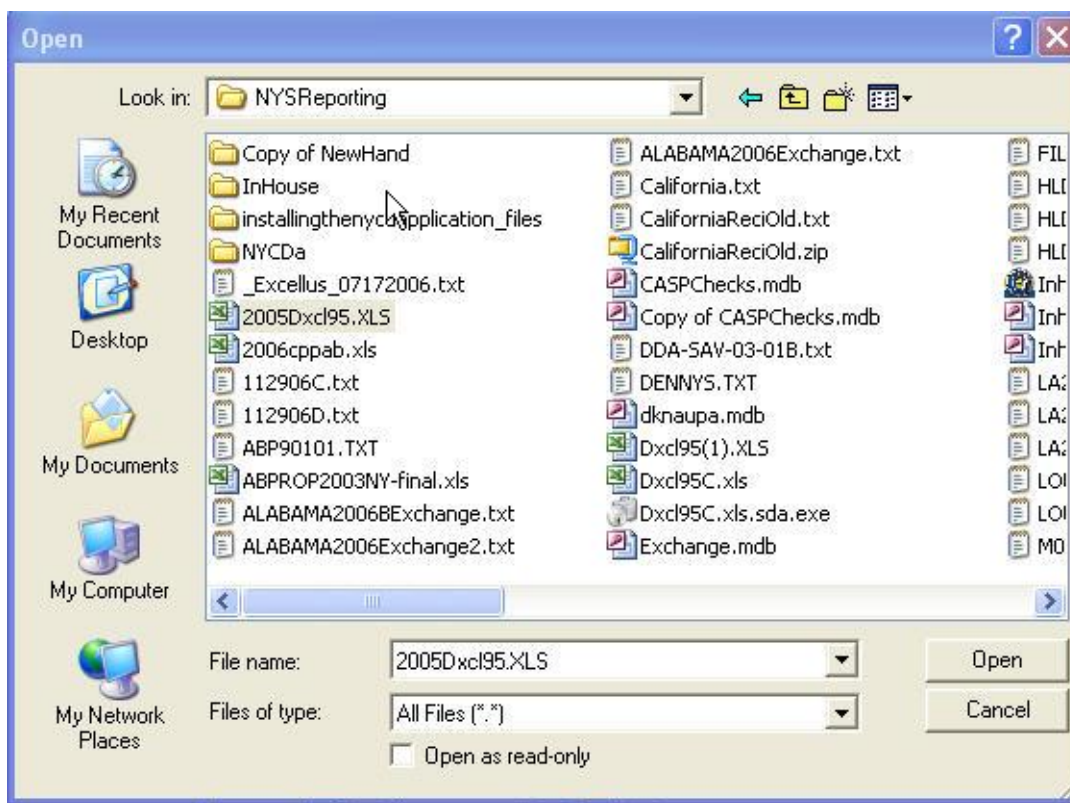 Open
Look in: NYSReporting
My Recent
Documents
Desktop
My Documents
My Computer
My Network
Places
Copy of NewHand
InHouse
NYCDa
_Excellus_07172006.txt
2005Dxcl95.XLS
2006cppab.xls
112906C.txt
112906D.txt
ABP90101.TXT
ABPROP2003NY-final.xls
ALABAMA2006BExchange.txt
ALABAMA2006Exchange2.txt
ALABAMA2006Exchange.txt
California.txt
CaliforniaReciOld.txt
CaliforniaReciOld.zip
CASPChecks.mdb
Copy of CASPChecks.mdb
DDA-SAV-03-01B.txt
DENNYS.TXT
dknaupa.mdb
Dxcl95(1).XLS
Dxcl95C.xls
Dxcl95C.xls.sda.exe
Exchange.mdb
FIL
File name: 2005Dxcl95.XLS
Open
Files of type: All Files (*.*)
Cancel
Open as read-only